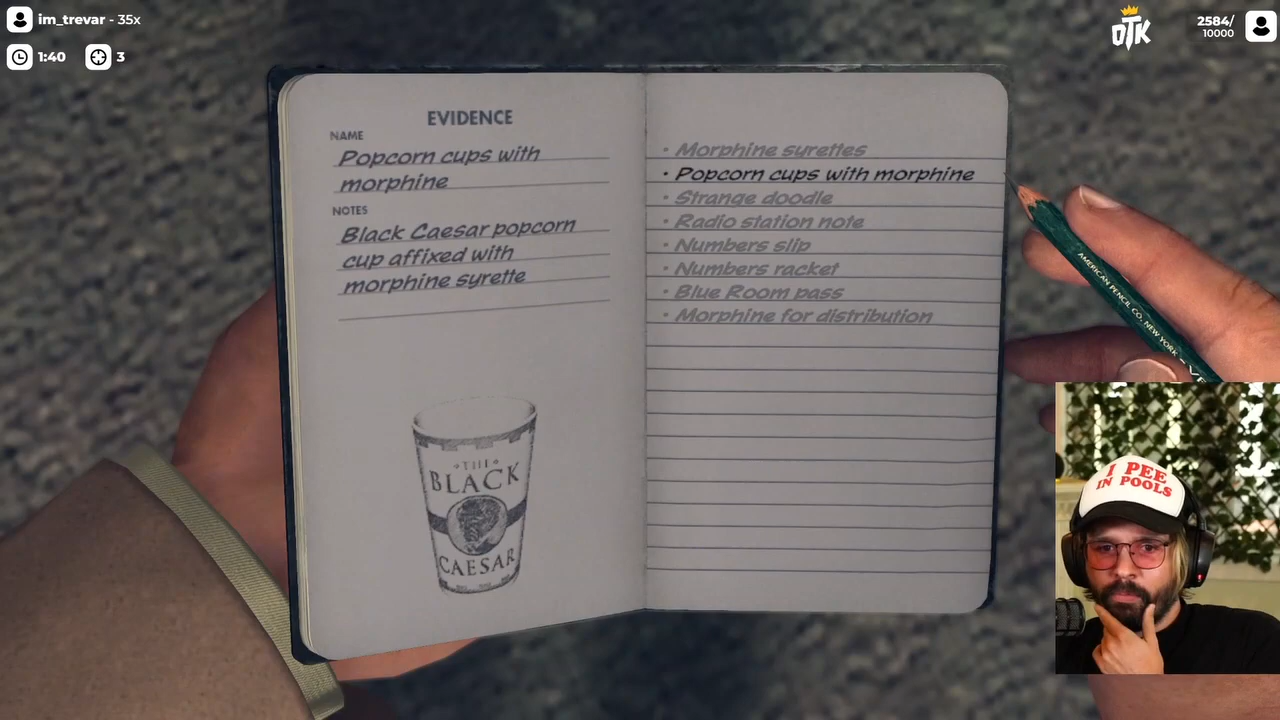 im_trevar - 35x
1:40
3
DTK
2584/
10000
EVIDENCE
NAME
Popcorn cups with
morphine
NOTES
Black Caesar popcorn
cup affixed with
morphine syrette
THE
BLACK
CAESAR
• Morphine syrettes
• Popcorn cups with morphine
• Strange doodle
• Radio station note
• Numbers slip
• Numbers racket
• Blue Room pass
• Morphine for distribution
AMERICAN PENCIL CO. NEW YORK
I PEE
IN POOLS